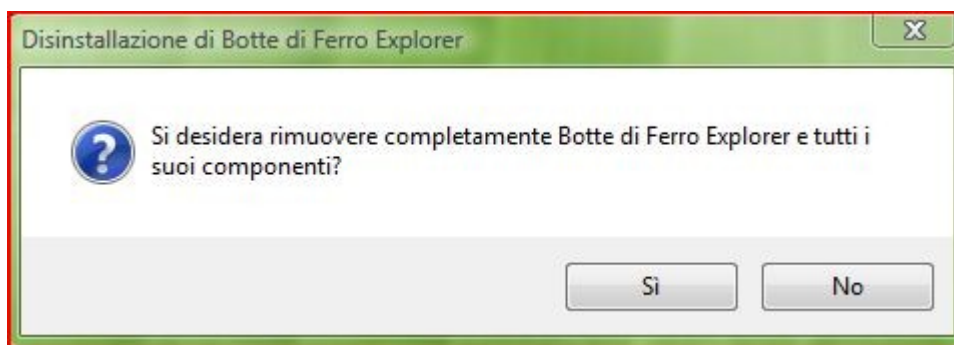 Disinstallazione di Botte di Ferro Explorer
Si desidera rimuovere completamente Botte di Ferro Explorer e tutti i
suoi componenti?
Sì
No